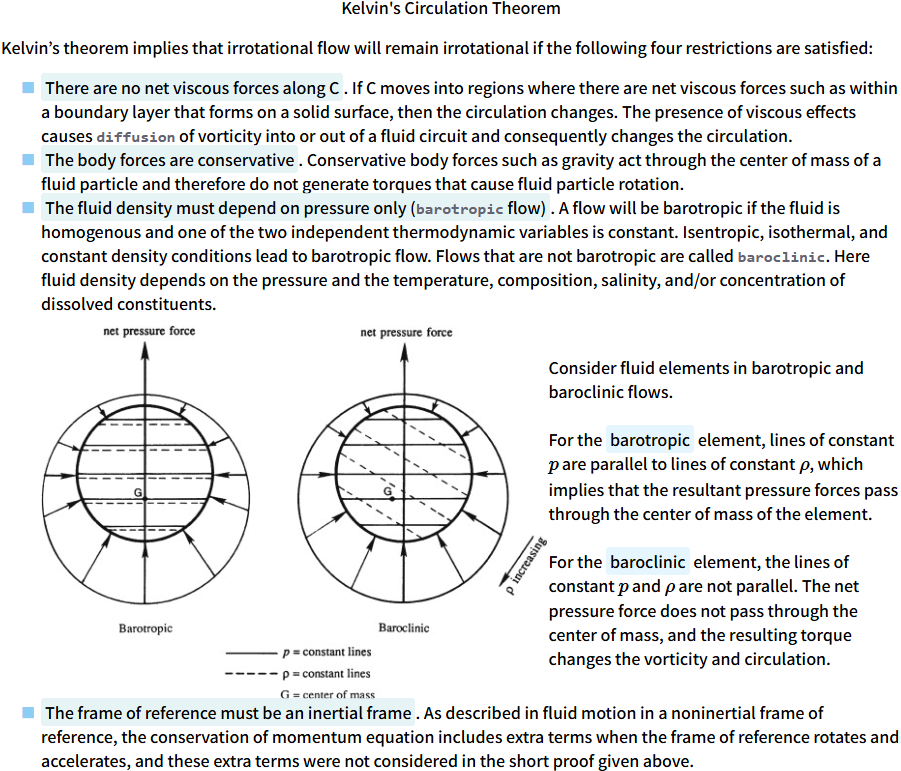 Kelvin's Circulation Theorem
Kelvin’s theorem implies that irrotational flow will remain irrotational if the following four restrictions are satisfied:
There are no net viscous forces along C . If C moves into regions where there are net viscous forces such as within
a boundary layer that forms on a solid surface, then the circulation changes. The presence of viscous effects
causes diffusion of vorticity into or out of a fluid circuit and consequently changes the circulation.
The body forces are conservative . Conservative body forces such as gravity act through the center of mass of a
fluid particle and therefore do not generate torques that cause fluid particle rotation.
The fluid density must depend on pressure only (barotropic flow) . A flow will be barotropic if the fluid is
homogenous and one of the two independent thermodynamic variables is constant. Isentropic, isothermal, and
constant density conditions lead to barotropic flow. Flows that are not barotropic are called baroclinic. Here
fluid density depends on the pressure and the temperature, composition, salinity, and/or concentration of
dissolved constituents.
net pressure force
G
Barotropic
net pressure force
G
ρ increasing
Baroclinic
p = constant lines
ρ = constant lines
G = center of mass
Consider fluid elements in barotropic and
baroclinic flows.
For the barotropic element, lines of constant
p are parallel to lines of constant ρ, which
implies that the resultant pressure forces pass
through the center of mass of the element.
For the baroclinic element, the lines of
constant p and ρ are not parallel. The net
pressure force does not pass through the
center of mass, and the resulting torque
changes the vorticity and circulation.
The frame of reference must be an inertial frame . As described in fluid motion in a noninertial frame of
reference, the conservation of momentum equation includes extra terms when the frame of reference rotates and
accelerates, and these extra terms were not considered in the short proof given above.